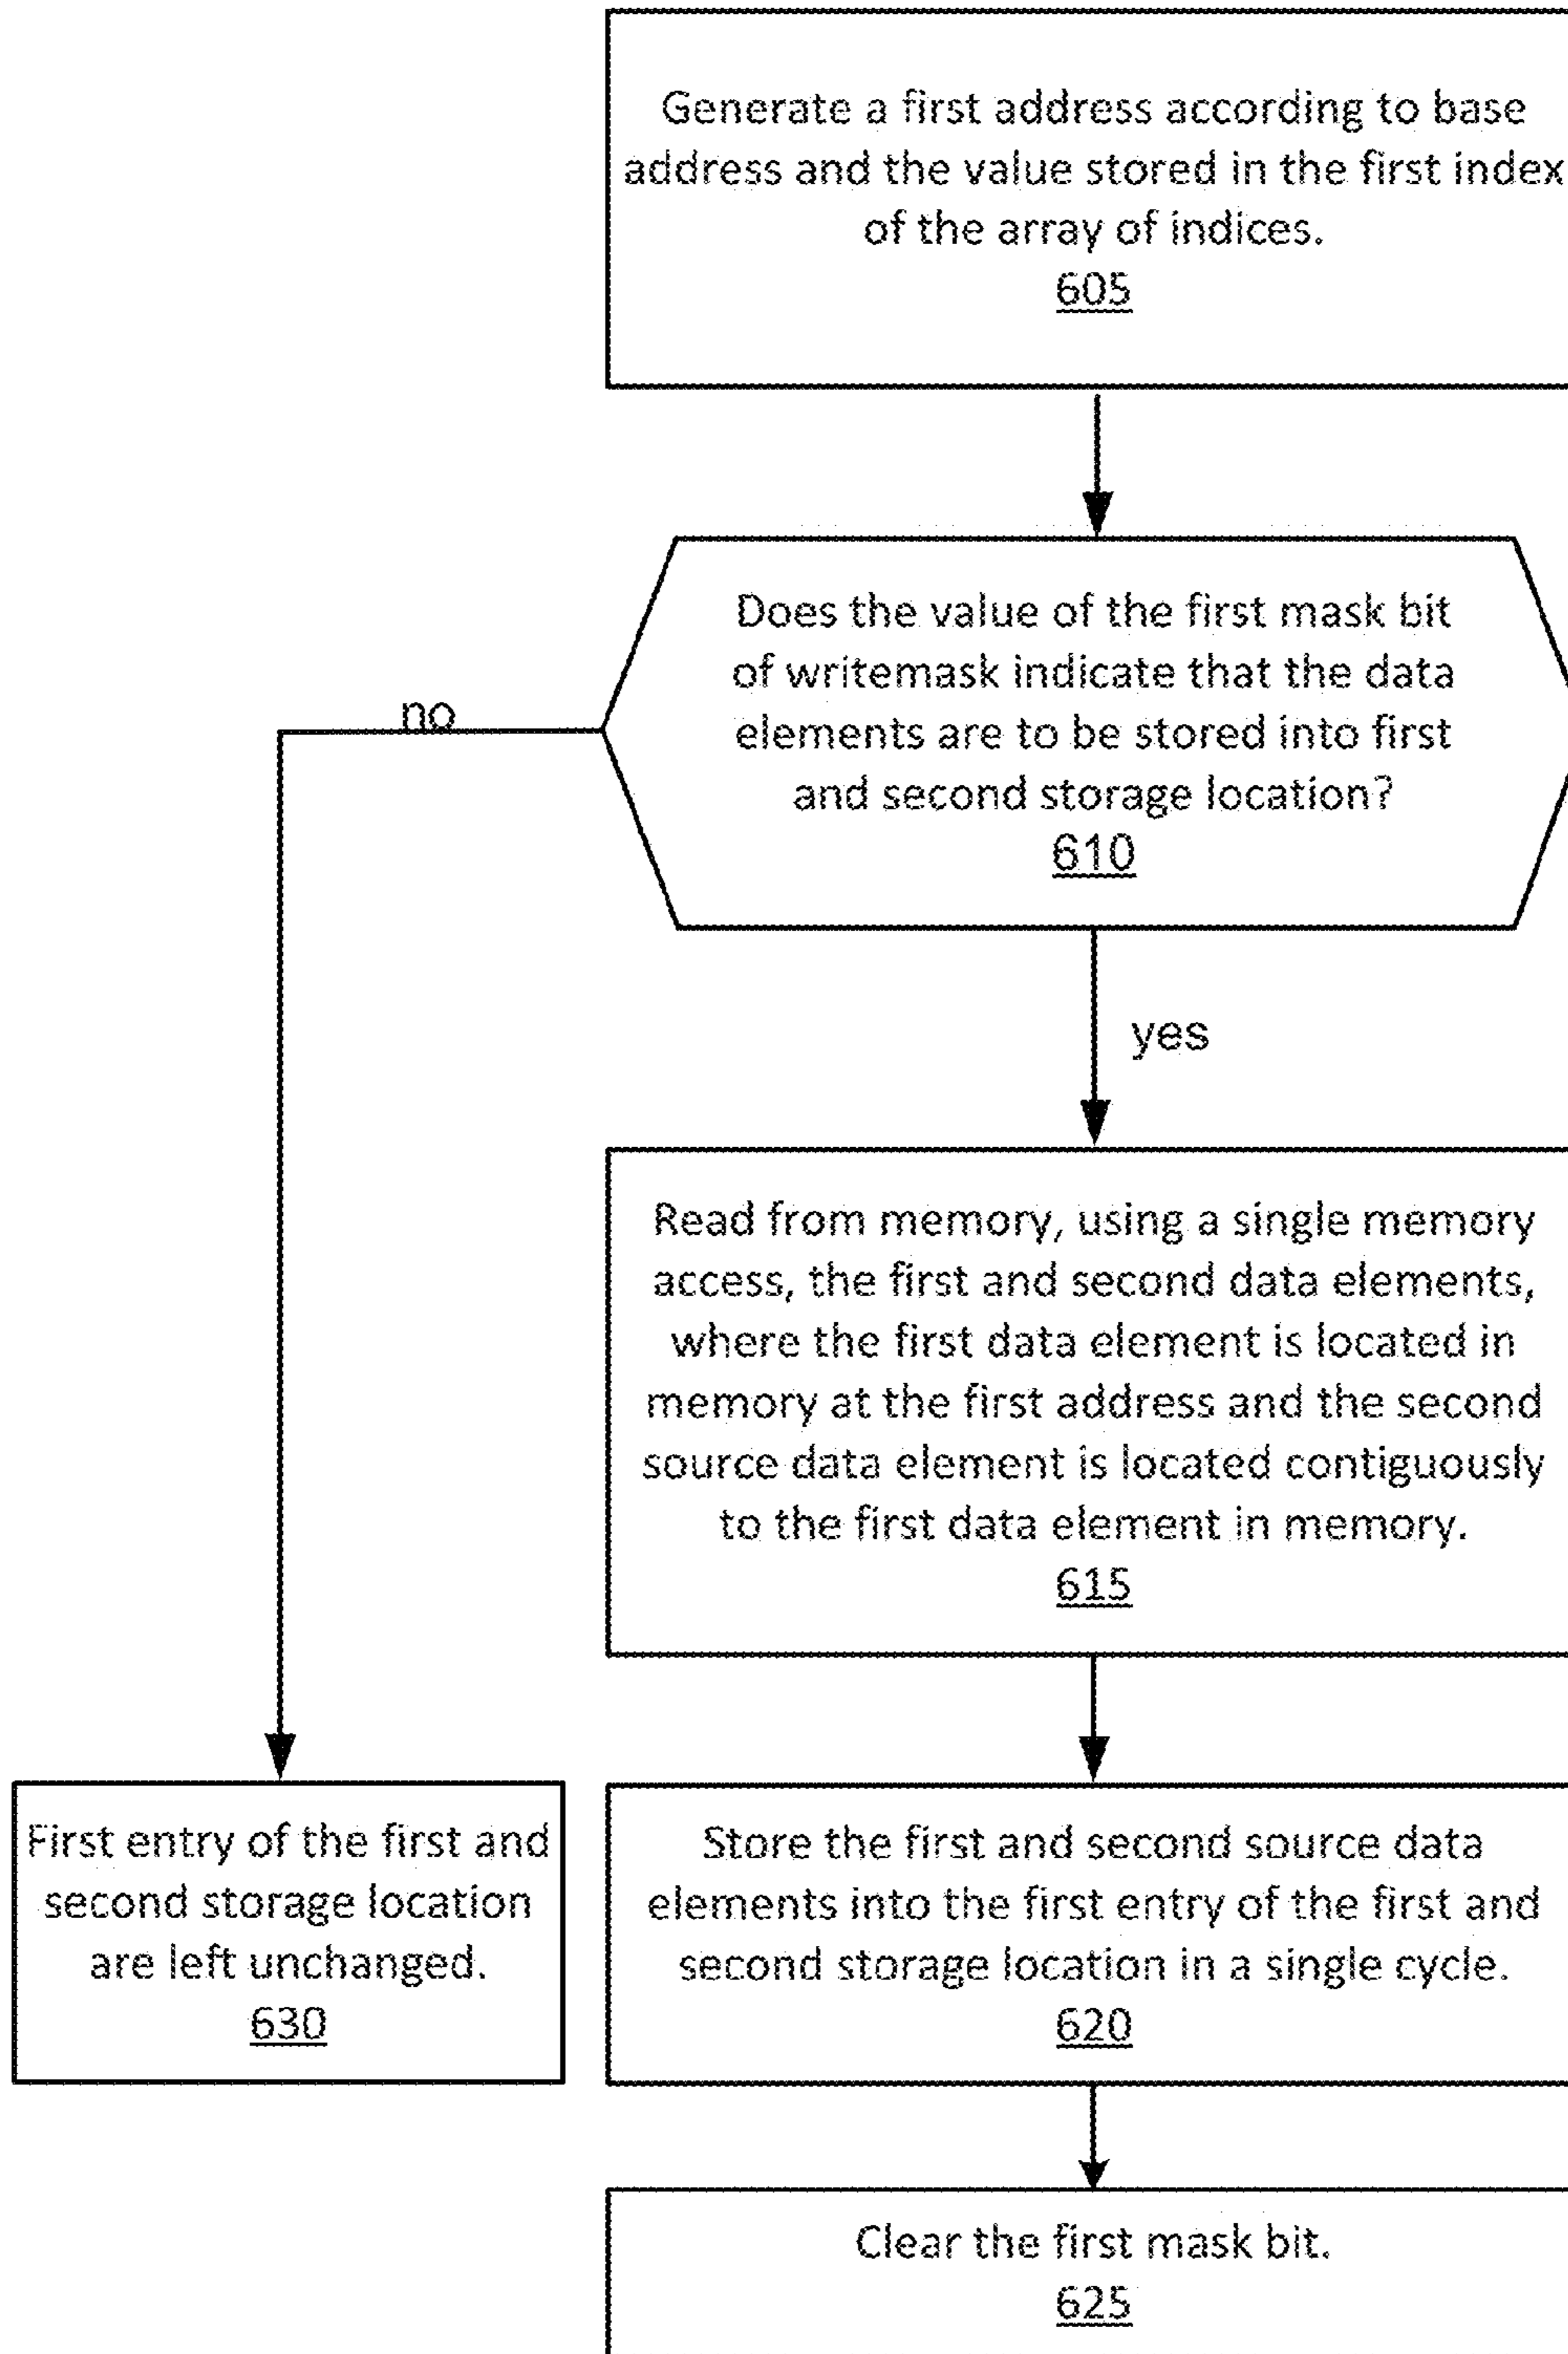 Generate a first address according to base
address and the value stored in the first index
of the array of indices.
605
Does the value of the first mask bit
of writemask indicate that the data
elements are to be stored into first
and second storage location?
610
no
yes
Read from memory, using a single memory
access, the first and second data elements,
where the first data element is located in
memory at the first address and the second
source data element is located contiguously
to the first data element in memory.
615
First entry of the first and
second storage location
are left unchanged.
630
Store the first and second source data
elements into the first entry of the first and
second storage location in a single cycle.
620
Clear the first mask bit.
625